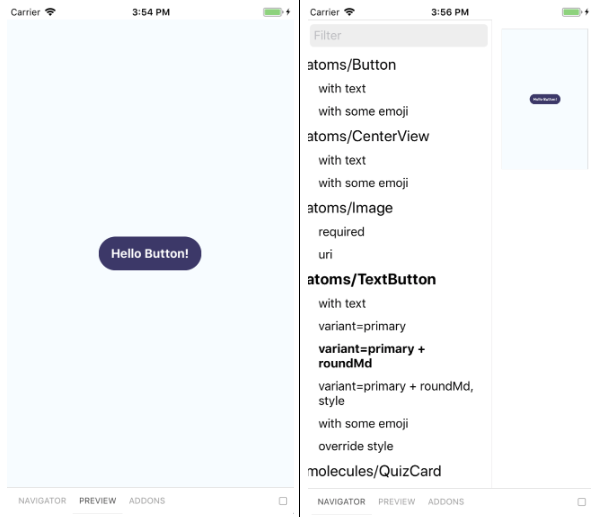 Carrier
3:54 PM
Hello Button!
NAVIGATOR
PREVIEW
ADDONS
Carrier
3:56 PM
Filter
atoms/Button
with text
with some emoji
atoms/CenterView
with text
with some emoji
atoms/Image
required
uri
atoms/TextButton
with text
variant=primary
variant=primary +
roundMd
variant=primary + roundMd,
style
with some emoji
override style
molecules/QuizCard
Hello Button!
NAVIGATOR
PREVIEW
ADDONS